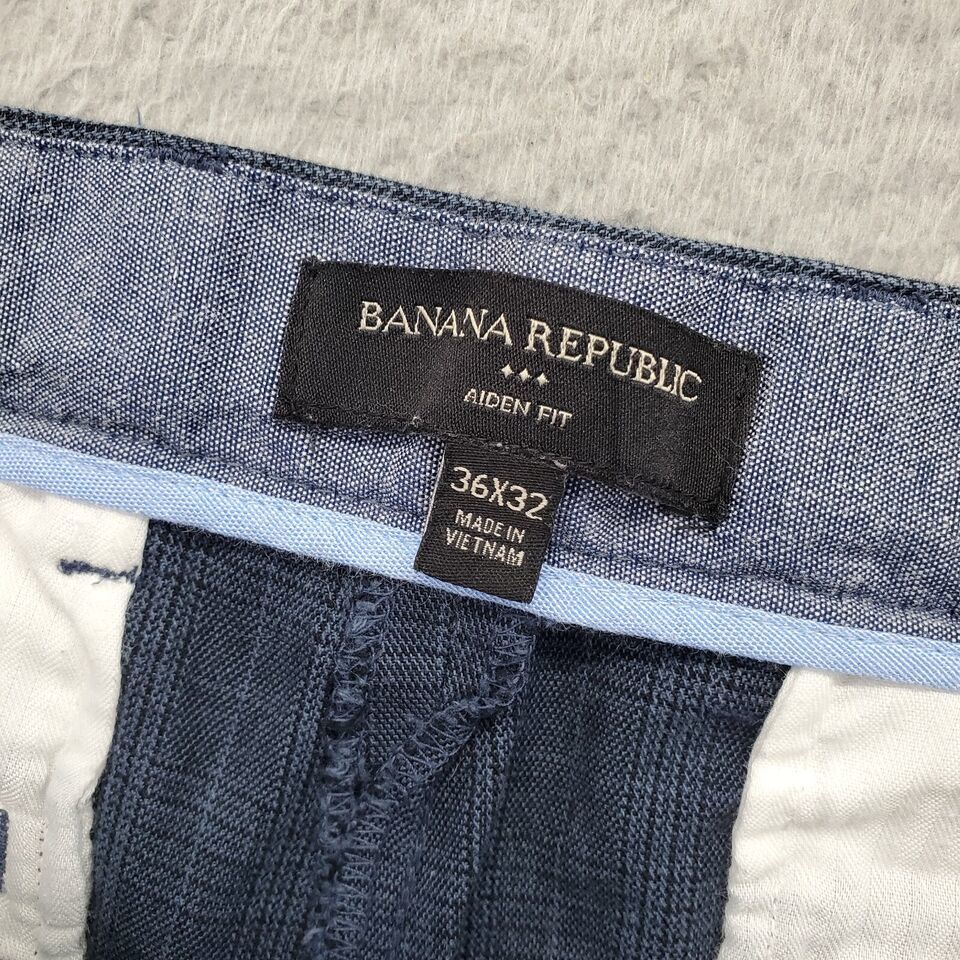 BANANA REPUBLIC
AIDEN FIT
36X32
MADE IN
VIETNAM